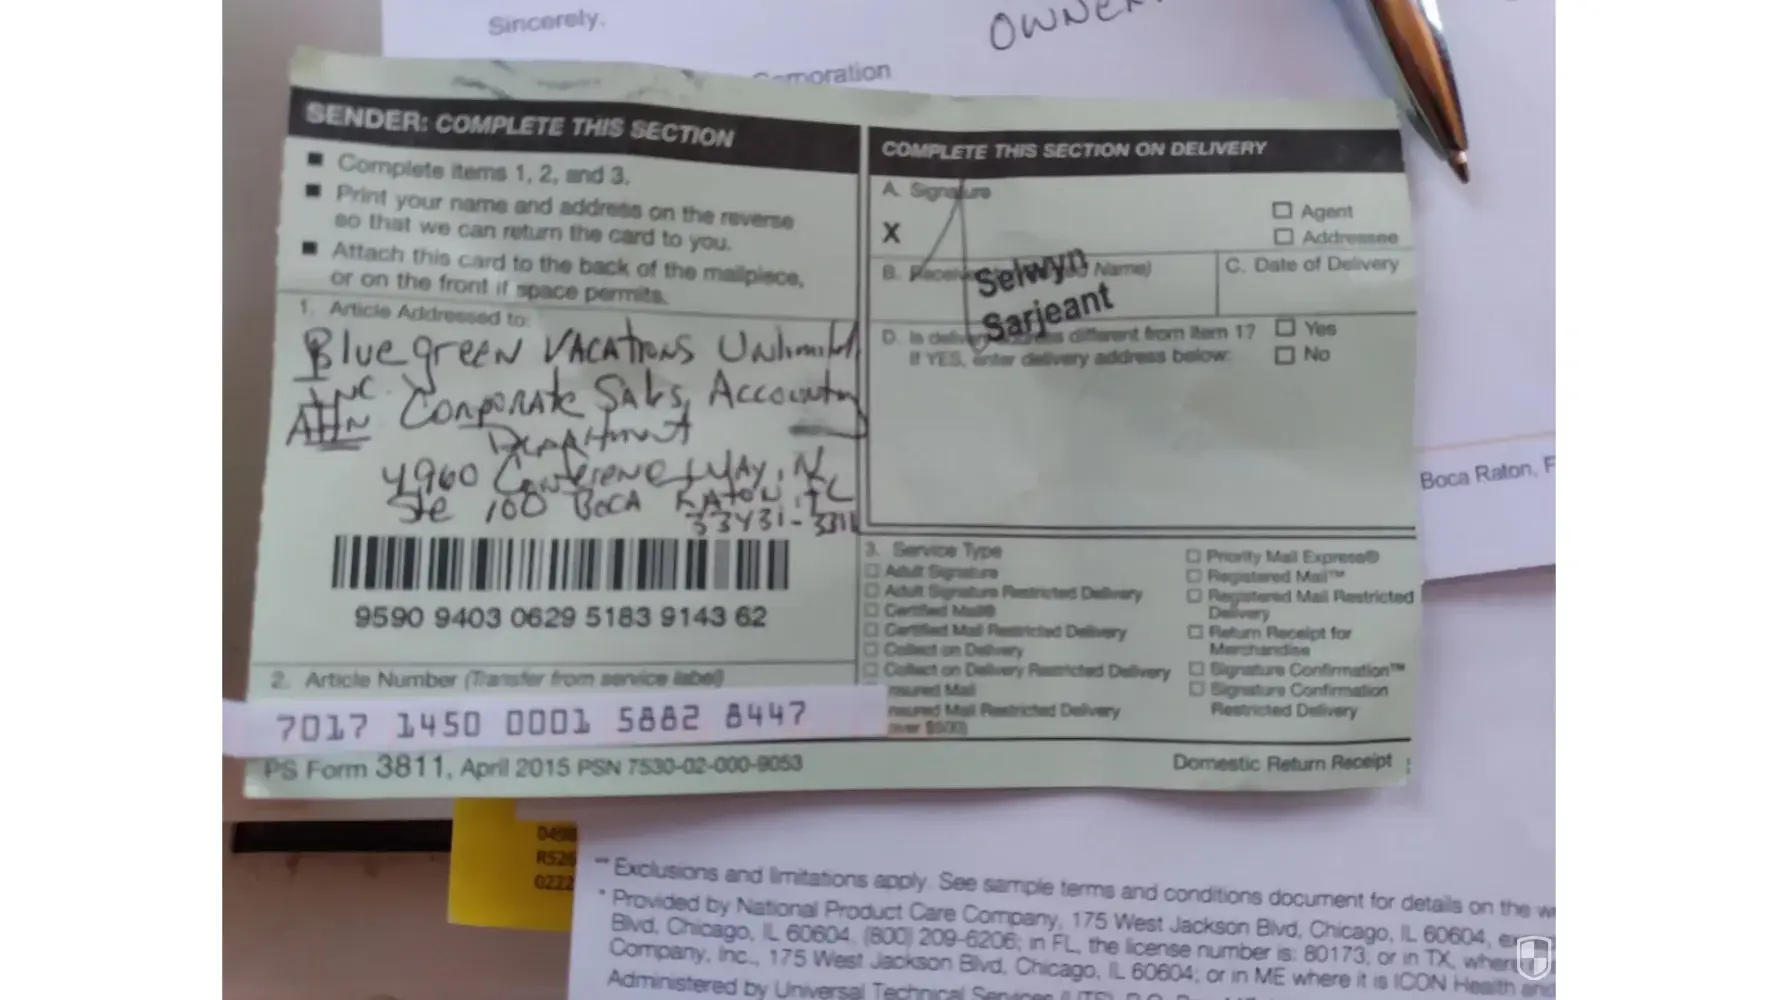 Sincerely,
OWNER
Corporation
SENDER: COMPLETE THIS SECTION
■ Complete items 1, 2, and 3.
■ Print your name and address on the reverse
so that we can return the card to you.
■ Attach this card to the back of the mailpiece,
or on the front if space permits.
1. Article Addressed to:
Bluegreen VACATIONS Unlimited,
INC.
Attn Corporate Sales, Accounting
Department
4960 Conference Way, N
Ste 100 Boca Raton, FL
33431-3311
9590 9403 0629 5183 9143 62
2. Article Number (Transfer from service label)
7017 1450 0001 5882 8447
PS Form 3811, April 2015 PSN 7530-02-000-9053
COMPLETE THIS SECTION ON DELIVERY
A. Signature
X
Agent
Addressee
B. Name)
Selwyn
Sarjeant
C. Date of Delivery
D. Is delivery address different from item 1?
Yes
If YES, enter delivery address below:
No
3. Service Type
Adult Signature
Adult Signature Restricted Delivery
Certified Mail®
Certified Mail Restricted Delivery
Collect on Delivery
Collect on Delivery Restricted Delivery
nsured Mail
nsured Mail Restricted Delivery
over $500)
Priority Mail Express®
Registered Mail™
Registered Mail Restricted
Delivery
Return Receipt for
Merchandise
Signature Confirmation™
Signature Confirmation
Restricted Delivery
Domestic Return Receipt
Boca Raton, F
0498
RS26
0222
** Exclusions and limitations apply. See sample terms and conditions document for details on the w
* Provided by National Product Care Company, 175 West Jackson Blvd, Chicago, IL 60604, ex
Blvd, Chicago, IL 60604, (800) 209-6206; in FL, the license number is: 80173, or in TX, where
Company, Inc., 175 West Jackson Blvd, Chicago, IL 60604; or in ME where it is ICON Health and
Administered by Universal Technical Services (UTS), P.O.